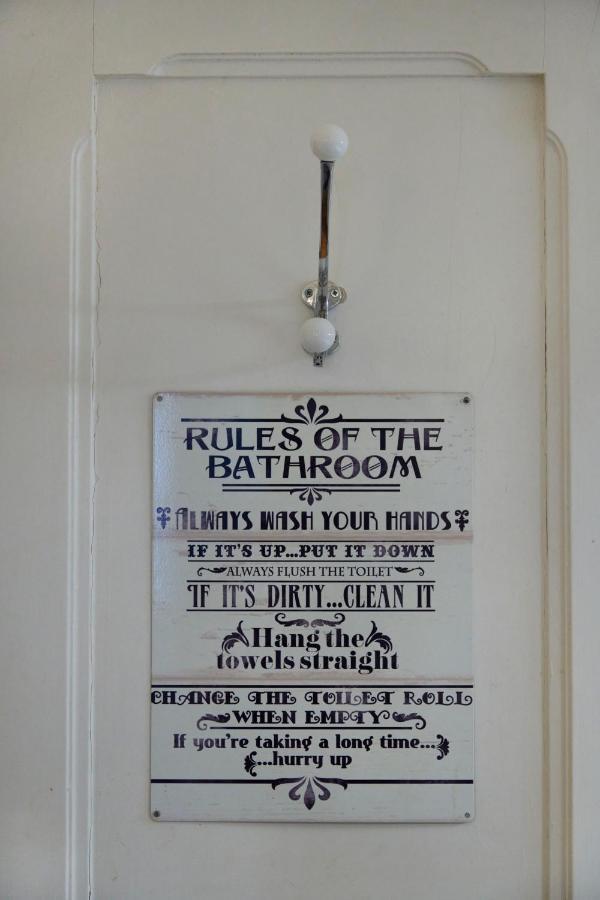 RULES OF THE
BATHROOM
ALWAYS WASH YOUR HANDS
IF IT'S UP...PUT IT DOWN
ALWAYS FLUSH THE TOILET
IF IT'S DIRTY...CLEAN IT
Hang the
towels straight
CHANGE THE TOILET ROLL
WHEN EMPTY
If you're taking a long time...
...hurry up